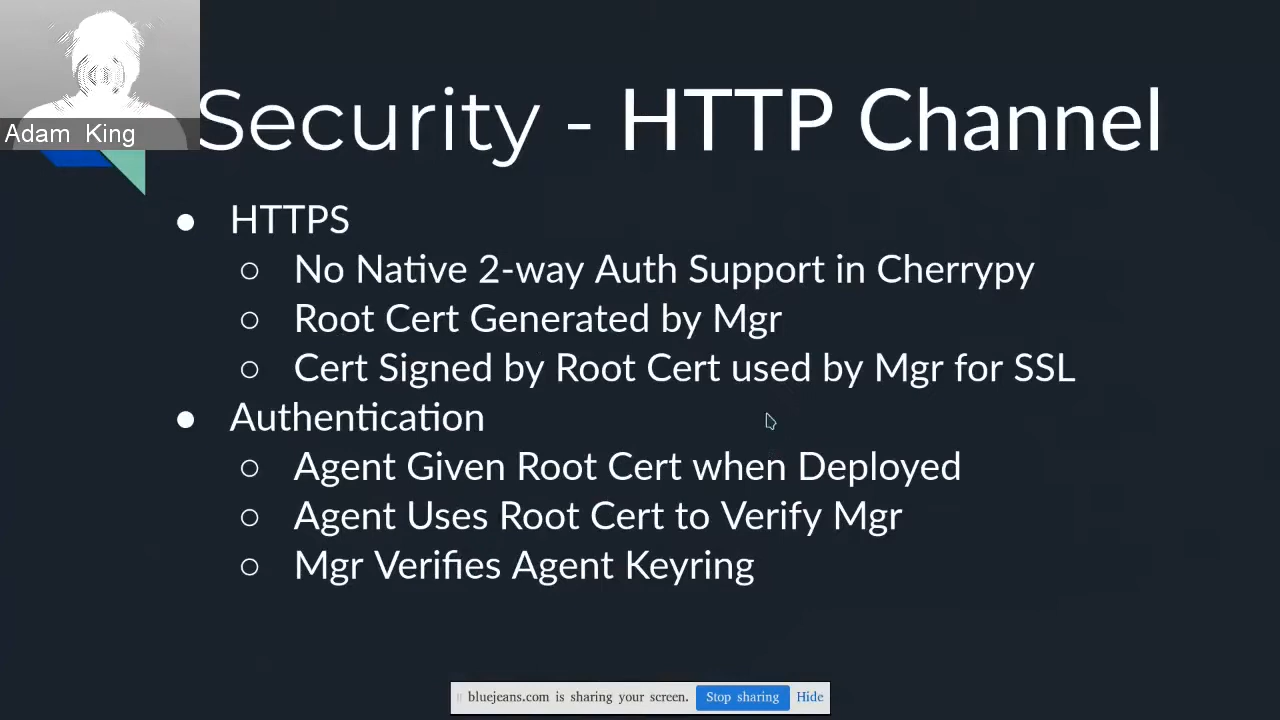 Adam King
Security - HTTP Channel
● HTTPS
○ No Native 2-way Auth Support in Cherrypy
○ Root Cert Generated by Mgr
○ Cert Signed by Root Cert used by Mgr for SSL
● Authentication
○ Agent Given Root Cert when Deployed
○ Agent Uses Root Cert to Verify Mgr
○ Mgr Verifies Agent Keyring
bluejeans.com is sharing your screen. Stop sharing Hide